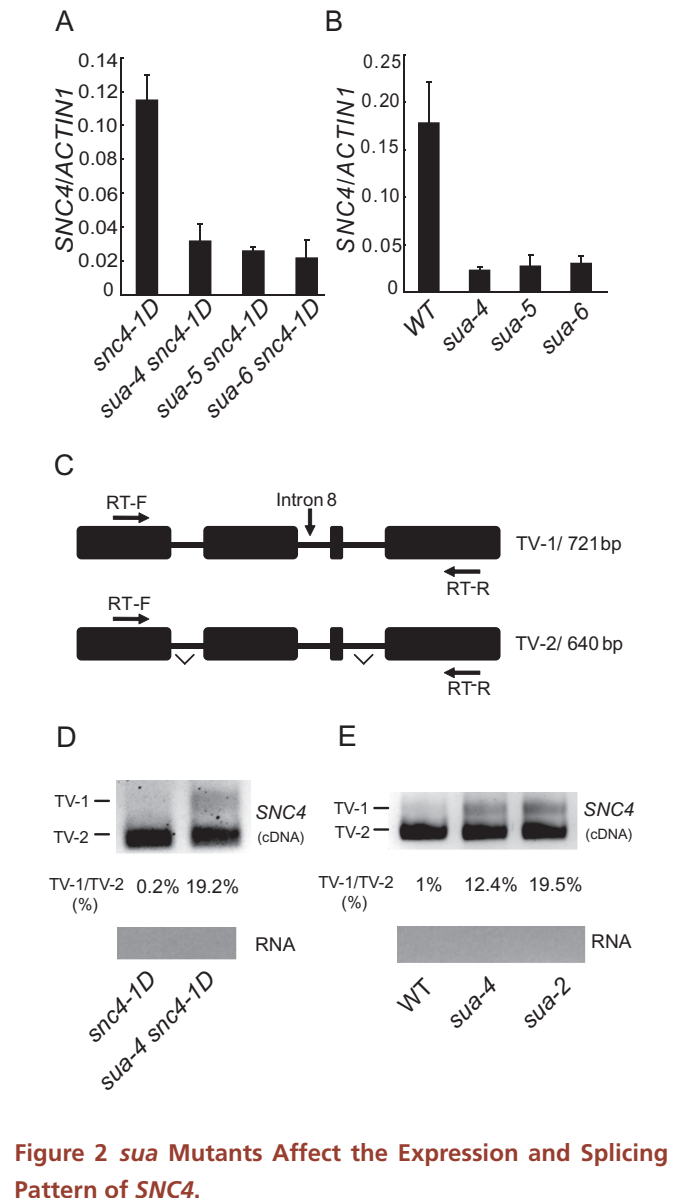 A
SNC4/ACTIN1
0.14
0.12
0.10
0.08
0.06
0.04
0.02
0
snc4-1D
sua-4 snc4-1D
sua-5 snc4-1D
sua-6 snc4-1D
B
SNC4/ACTIN1
0.25
0.20
0.15
0.10
0.05
0
WT
sua-4
sua-5
sua-6
C
RT-F
Intron 8
TV-1/ 721 bp
RT-R
RT-F
TV-2/ 640 bp
RT-R
D
TV-1
TV-2
SNC4
(cDNA)
TV-1/TV-2 0.2% 19.2%
(%)
RNA
snc4-1D
sua-4 snc4-1D
E
TV-1
TV-2
SNC4
(cDNA)
TV-1/TV-2 1% 12.4% 19.5%
(%)
RNA
WT
sua-4
sua-2
Figure 2 sua Mutants Affect the Expression and Splicing
Pattern of SNC4.